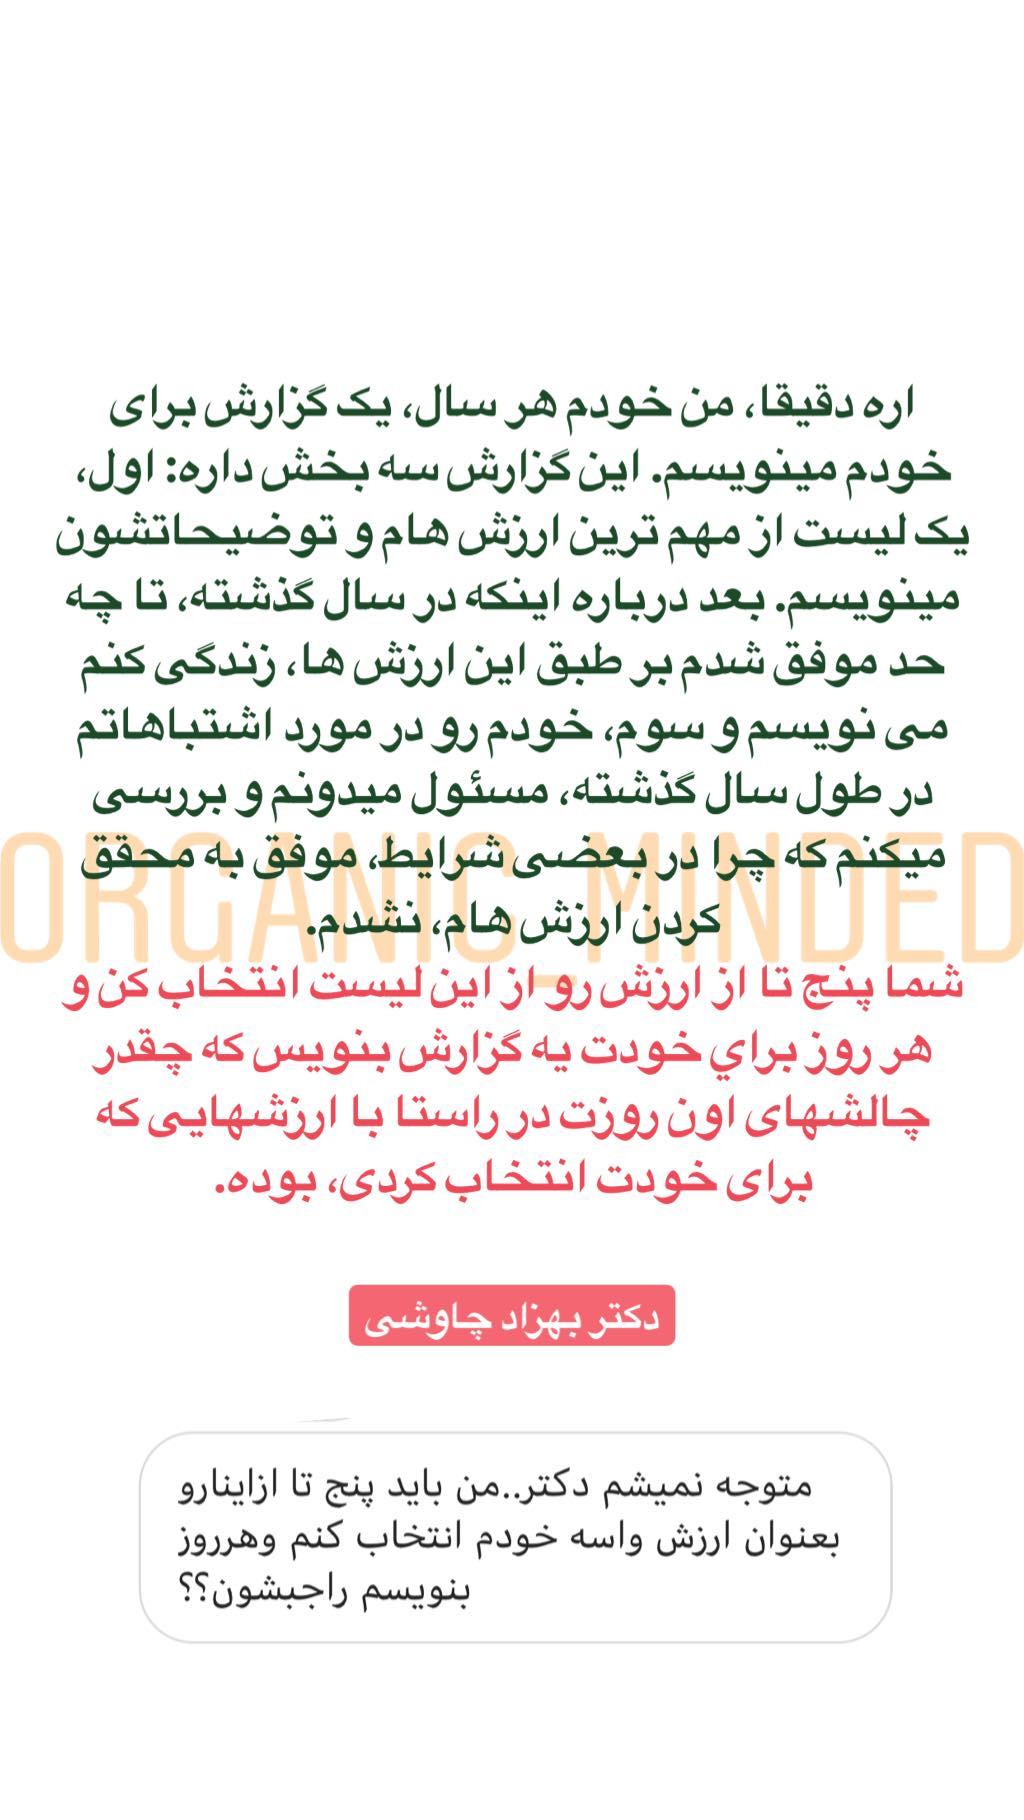 اره دقیقا، من خودم هر سال، یک گزارش برای
خودم مینویسم. این گزارش سه بخش داره: اول،
یک لیست از مهم ترین ارزش هام و توضیحاتشون
مینویسم. بعد درباره اینکه در سال گذشته، تا چه
حد موفق شدم بر طبق این ارزش ها، زندگی کنم
می نویسم و سوم، خودم رو در مورد اشتباهاتم
در طول سال گذشته، مسئول میدونم و بررسی
میکنم که چرا در بعضی شرایط، موفق به محقق
کردن ارزش هام، نشدم.
ORGANIC_MINDED
شما پنج تا از ارزش رو از این لیست انتخاب کن و
هر روز براي خودت یه گزارش بنویس که چقدر
چالشهای اون روزت در راستا با ارزشهایی که
برای خودت انتخاب کردی، بوده.
دکتر بهزاد چاوشی
متوجه نمیشم دکتر..من باید پنج تا ازاینارو
بعنوان ارزش واسه خودم انتخاب کنم وهرروز
بنویسم راجبشون؟؟